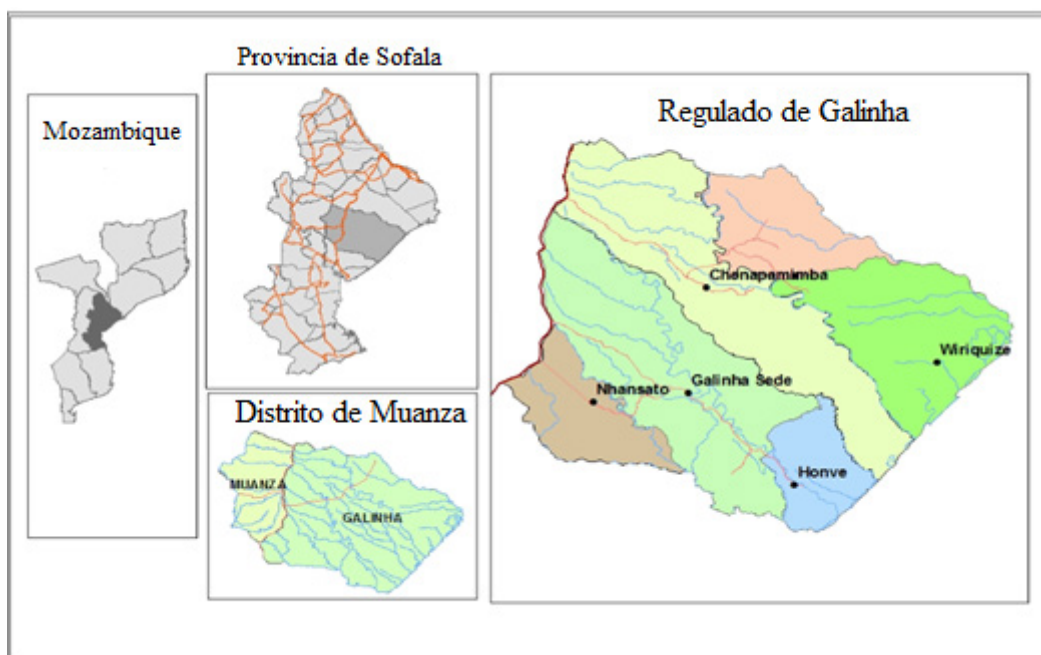 Mozambique
Provincia de Sofala
Distrito de Muanza
MUANZA
GALINHA
Regulado de Galinha
Chenapamimba
Wiriquize
Galinha Sede
Nhansato
Honve